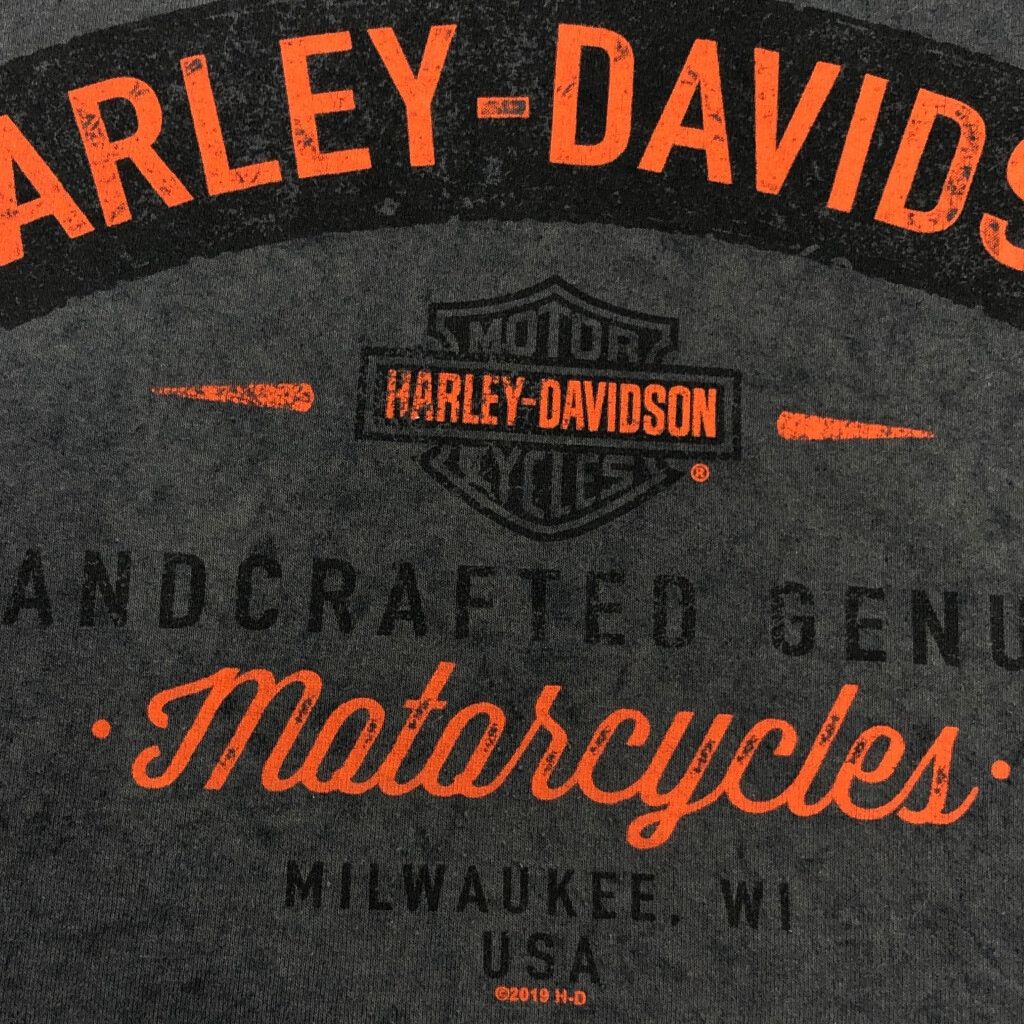 ARLEY-DAVIDS
MOTOR
HARLEY-DAVIDSON
CYCLES ®
ANDCRAFTED GENU
· Motorcycles ·
MILWAUKEE, WI
USA
©2019 H-D